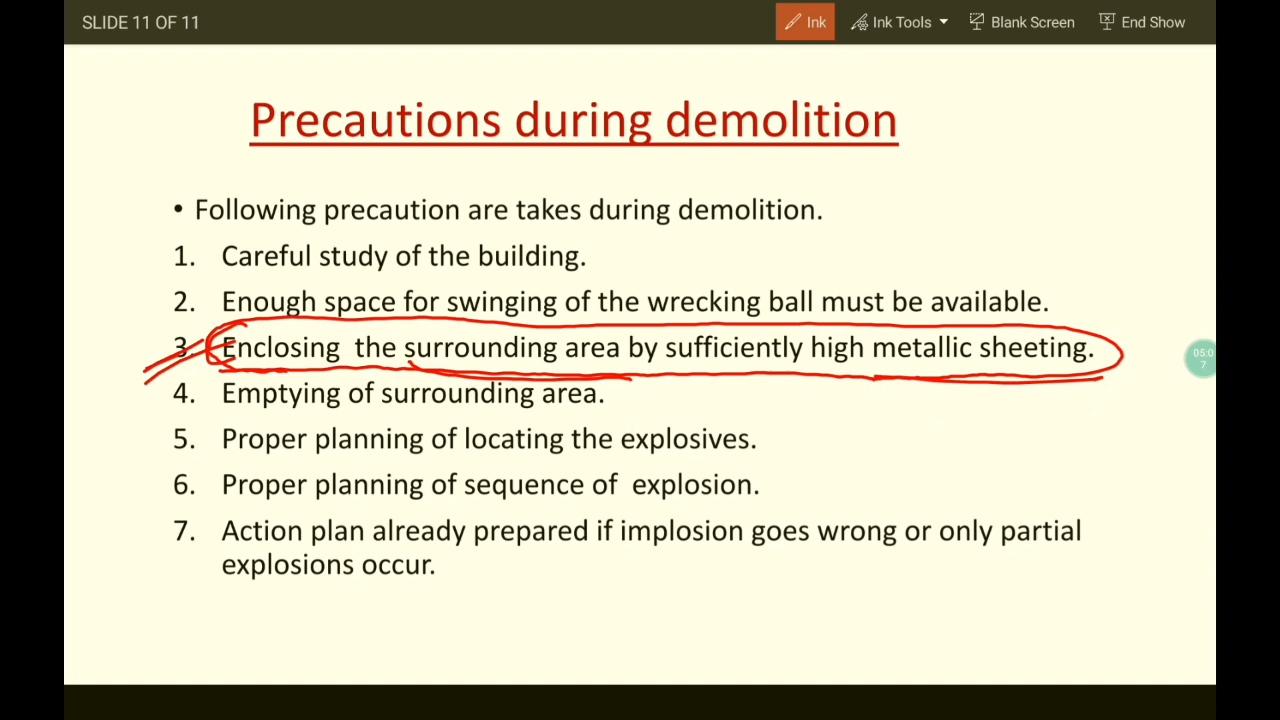 SLIDE 11 OF 11 Ink Ink Tools Blank Screen End Show
Precautions during demolition
• Following precaution are takes during demolition.
1. Careful study of the building.
2. Enough space for swinging of the wrecking ball must be available.
3. Enclosing the surrounding area by sufficiently high metallic sheeting.
05:0
7
4. Emptying of surrounding area.
5. Proper planning of locating the explosives.
6. Proper planning of sequence of explosion.
7. Action plan already prepared if implosion goes wrong or only partial
explosions occur.